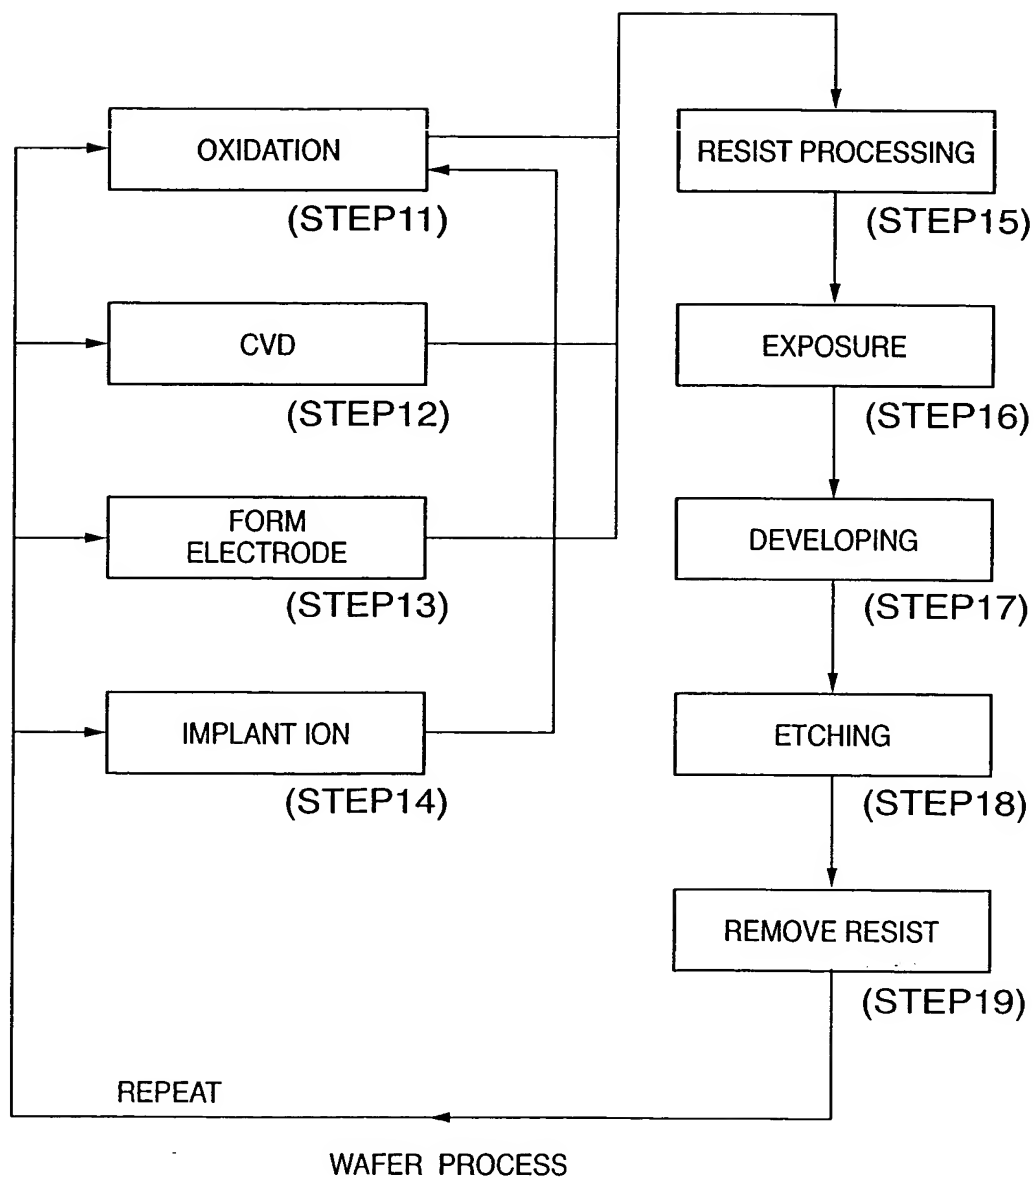 OXIDATION
(STEP11)
CVD
(STEP12)
FORM
ELECTRODE
(STEP13)
IMPLANT ION
(STEP14)
RESIST PROCESSING
(STEP15)
EXPOSURE
(STEP16)
DEVELOPING
(STEP17)
ETCHING
(STEP18)
REMOVE RESIST
(STEP19)
REPEAT
WAFER PROCESS